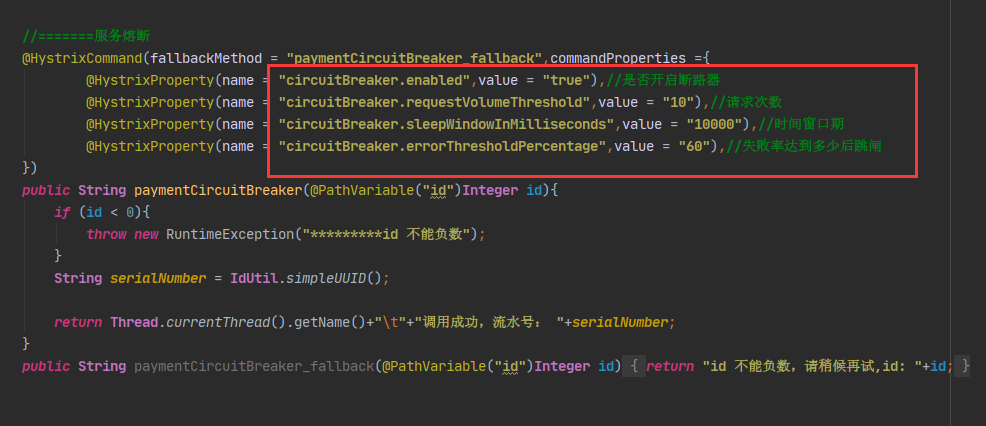 //=======服务熔断
@HystrixCommand(fallbackMethod = "paymentCircuitBreaker_fallback",commandProperties ={
@HystrixProperty(name = "circuitBreaker.enabled",value = "true"),//是否开启断路器
@HystrixProperty(name = "circuitBreaker.requestVolumeThreshold",value = "10"),//请求次数
@HystrixProperty(name = "circuitBreaker.sleepWindowInMilliseconds",value = "10000"),//时间窗口期
@HystrixProperty(name = "circuitBreaker.errorThresholdPercentage",value = "60"),//失败率达到多少后跳闸
})
public String paymentCircuitBreaker(@PathVariable("id")Integer id){
if (id < 0){
throw new RuntimeException("*********id 不能负数");
}
String serialNumber = IdUtil.simpleUUID();
return Thread.currentThread().getName()+"\t"+"调用成功，流水号： "+serialNumber;
}
public String paymentCircuitBreaker_fallback(@PathVariable("id")Integer id) { return "id 不能负数，请稍候再试,id: "+id; }